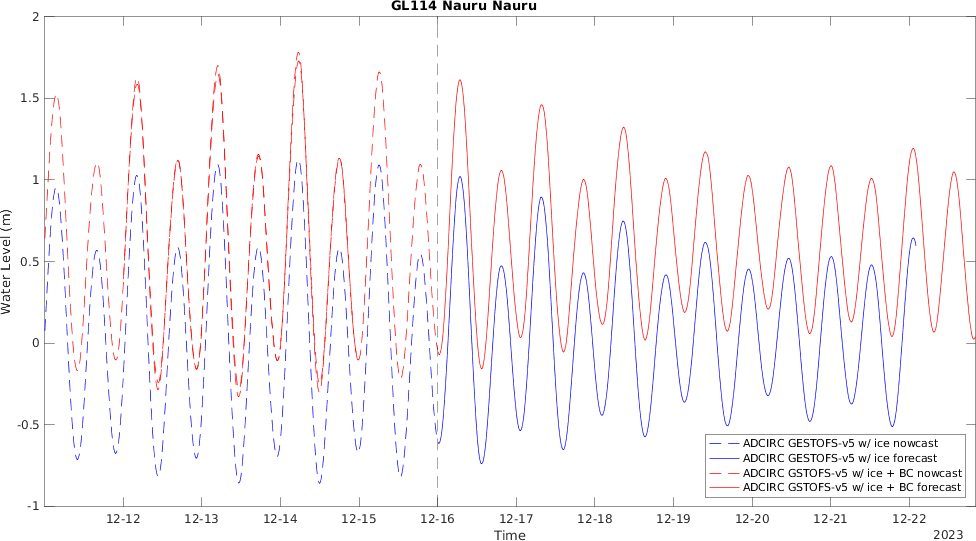 GL114 Nauru Nauru
2
1.5
1
0.5
0
-0.5
-1
Water Level (m)
12-12
12-13
12-14
12-15
12-16
12-17
12-18
12-19
12-20
12-21
12-22
Time
2023
ADCIRC GESTOFS-v5 w/ ice nowcast
ADCIRC GESTOFS-v5 w/ ice forecast
ADCIRC GSTOFS-v5 w/ ice + BC nowcast
ADCIRC GSTOFS-v5 w/ ice + BC forecast